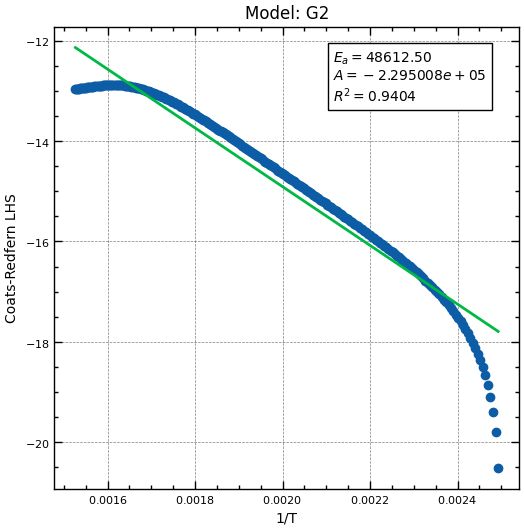 Model: G2
E_a = 48612.50
A = −2.295008e + 05
R² = 0.9404
Coats-Redfern LHS
−12
−14
−16
−18
−20
0.0016 0.0018 0.0020 0.0022 0.0024
1/T